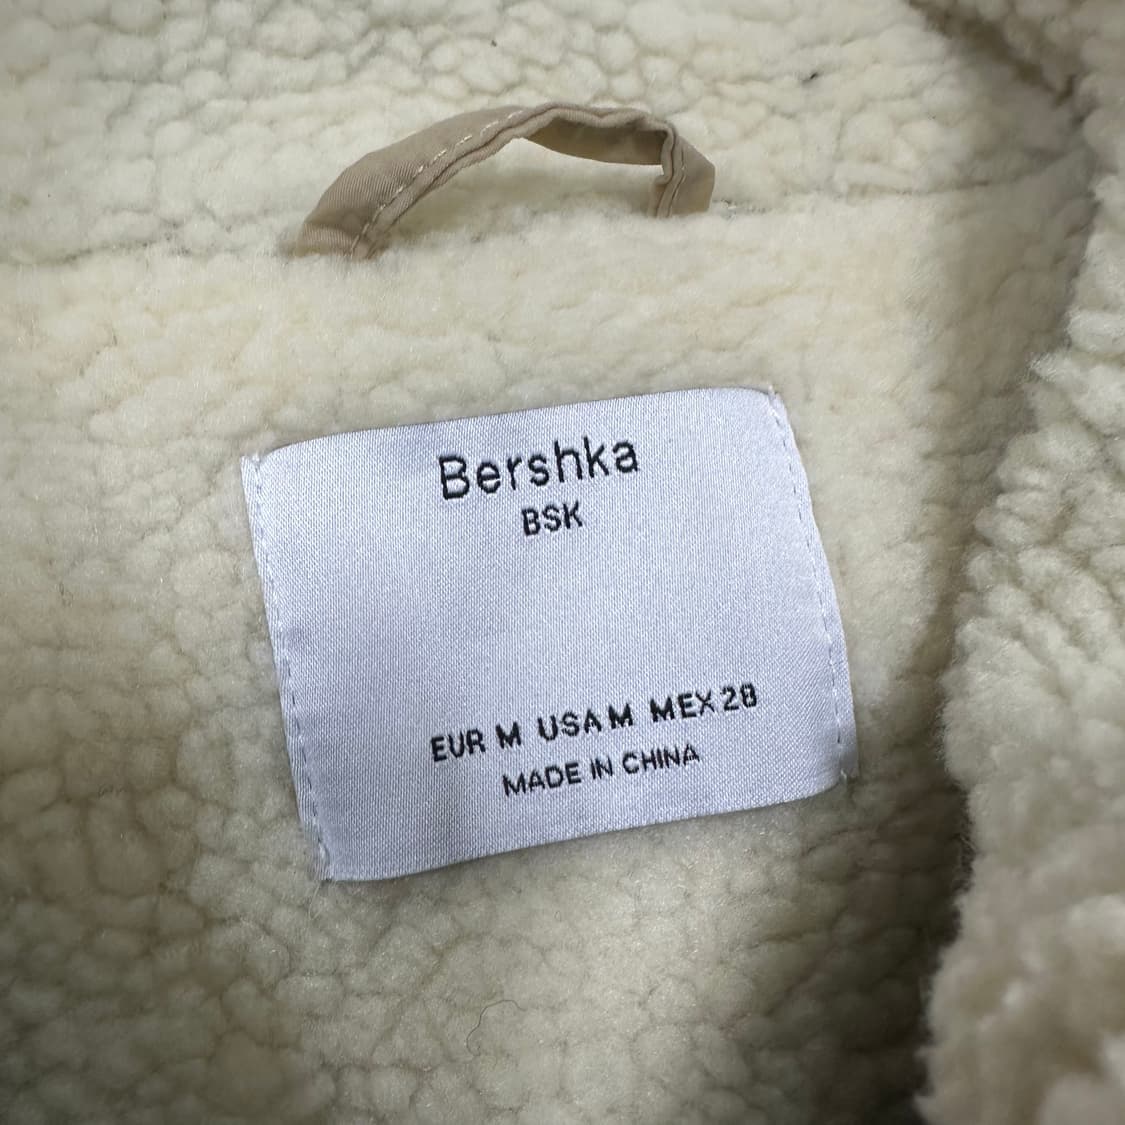 Bershka
BSK
EUR M USA M MEX 28
MADE IN CHINA